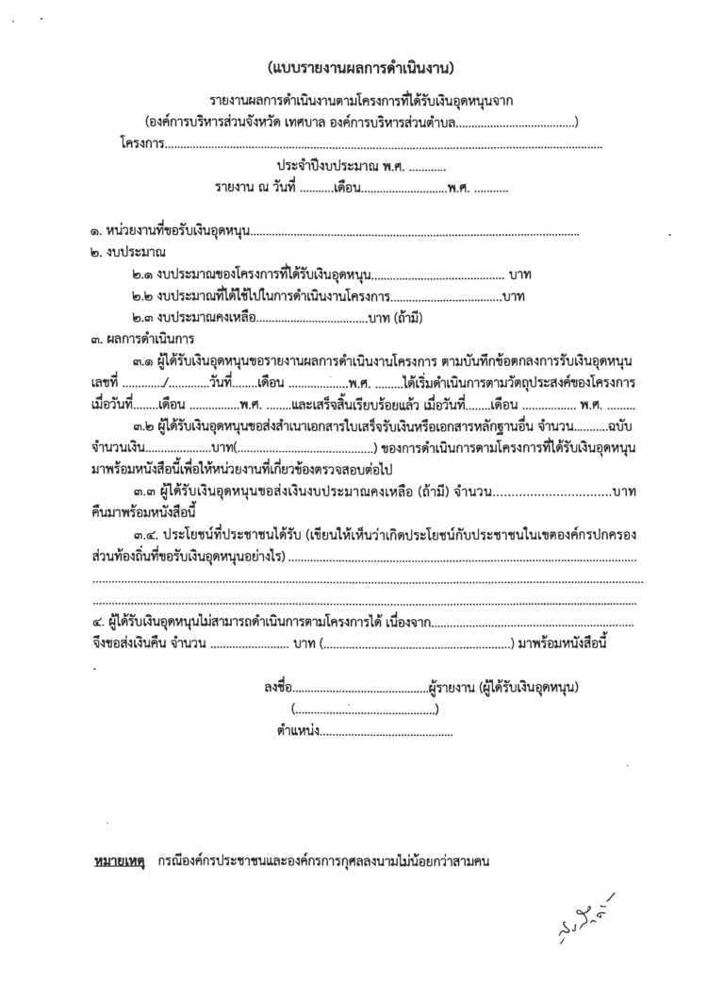 (แบบรายงานผลการดำเนินงาน)
รายงานผลการดำเนินงานตามโครงการที่ได้รับเงินอุดหนุนจาก
(องค์การบริหารส่วนจังหวัด เทศบาล องค์การบริหารส่วนตำบล......................................)
โครงการ............................................................................................................................................
ประจำปีงบประมาณ พ.ศ. ............
รายงาน ณ วันที่ ...........เดือน............................พ.ศ. ...........
๑. หน่วยงานที่ขอรับเงินอุดหนุน..........................................................................................................
๒. งบประมาณ
๒.๑ งบประมาณของโครงการที่ได้รับเงินอุดหนุน........................................... บาท
๒.๒ งบประมาณที่ได้ใช้ไปในการดำเนินงานโครงการ....................................บาท
๒.๓ งบประมาณคงเหลือ....................................บาท (ถ้ามี)
๓. ผลการดำเนินการ
๓.๑ ผู้ได้รับเงินอุดหนุนขอรายงานผลการดำเนินงานโครงการ ตามบันทึกข้อตกลงการรับเงินอุดหนุน
เลขที่ ............./.............วันที่........เดือน ...................พ.ศ. .........ได้เริ่มดำเนินการตามวัตถุประสงค์ของโครงการ
เมื่อวันที่........เดือน ................พ.ศ. ........และเสร็จสิ้นเรียบร้อยแล้ว เมื่อวันที่........เดือน ................ พ.ศ. .........
๓.๒ ผู้ได้รับเงินอุดหนุนขอส่งสำเนาเอกสารใบเสร็จรับเงินหรือเอกสารหลักฐานอื่น จำนวน...........ฉบับ
จำนวนเงิน.....................บาท(............................................) ของการดำเนินการตามโครงการที่ได้รับเงินอุดหนุน
มาพร้อมหนังสือนี้เพื่อให้หน่วยงานที่เกี่ยวข้องตรวจสอบต่อไป
๓.๓ ผู้ได้รับเงินอุดหนุนขอส่งเงินงบประมาณคงเหลือ (ถ้ามี) จำนวน................................บาท
คืนมาพร้อมหนังสือนี้
๓.๔. ประโยชน์ที่ประชาชนได้รับ (เขียนให้เห็นว่าเกิดประโยชน์กับประชาชนในเขตองค์กรปกครอง
ส่วนท้องถิ่นที่ขอรับเงินอุดหนุนอย่างไร) ................................................................................................................
................................................................................................................................................................................
..............................................................................................................................................................................
๔. ผู้ได้รับเงินอุดหนุนไม่สามารถดำเนินการตามโครงการได้ เนื่องจาก.................................................................
จึงขอส่งเงินคืน จำนวน ......................... บาท (............................................................) มาพร้อมหนังสือนี้
ลงชื่อ...........................................ผู้รายงาน (ผู้ได้รับเงินอุดหนุน)
(.............................................)
ตำแหน่ง..........................................
หมายเหตุ กรณีองค์กรประชาชนและองค์กรการกุศลลงนามไม่น้อยกว่าสามคน